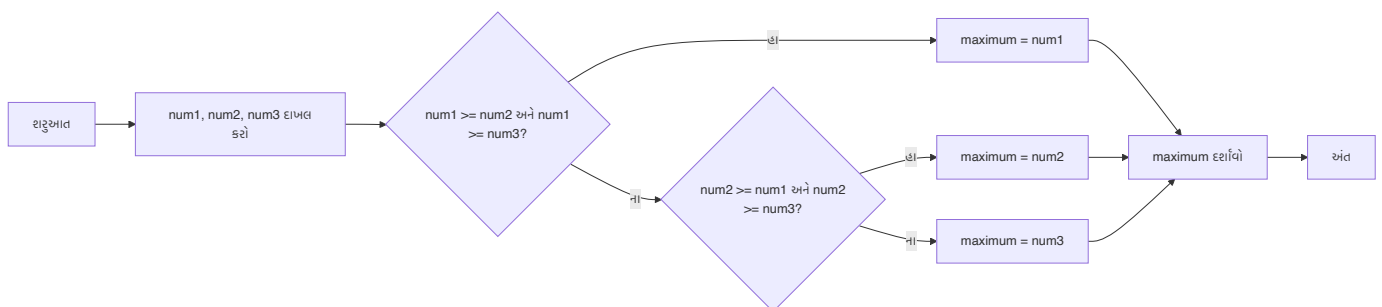 શરુઆત
num1, num2, num3 દાખલ
કરો
num1 >= num2 અને num1
>= num3?
હા
maximum = num1
ના
num2 >= num1 અને num2
>= num3?
હા
maximum = num2
ના
maximum = num3
maximum દર્શાવો
અંત